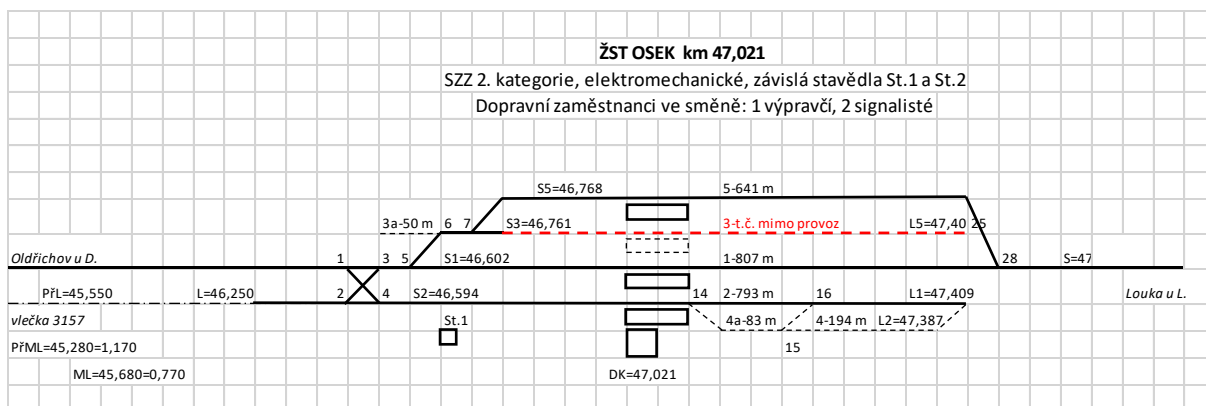 ŽST OSEK km 47,021
SZZ 2. kategorie, elektromechanické, závislá stavědla St.1 a St.2
Dopravní zaměstnanci ve směně: 1 výpravčí, 2 signalisté
S5=46,768 5-641 m
3a-50 m 6 7 S3=46,761 3-t.č. mimo provoz L5=47,40 25
Oldřichov u D. 1 3 5 S1=46,602 1-807 m 28 S=47
PřL=45,550 L=46,250 2 4 S2=46,594 14 2-793 m 16 L1=47,409 Louka u L.
vlečka 3157 St.1 4a-83 m 4-194 m L2=47,387
PřML=45,280=1,170 15
ML=45,680=0,770 DK=47,021